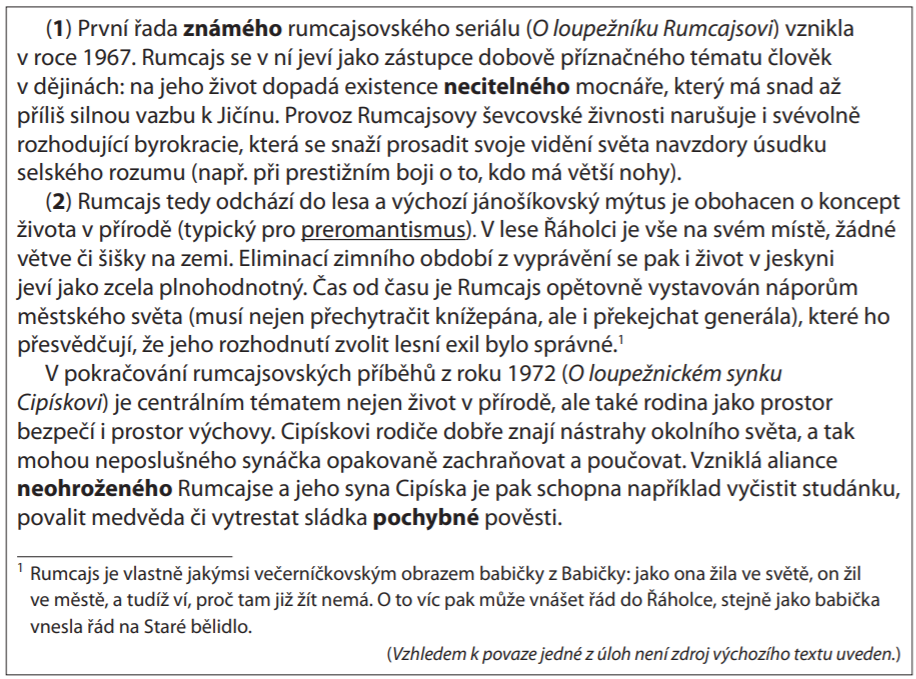 (1) První řada známého rumcajsovského seriálu (O loupežníku Rumcajsovi) vznikla
v roce 1967. Rumcajs se v ní jeví jako zástupce dobově příznačného tématu člověk
v dějinách: na jeho život dopadá existence necitelného mocnáře, který má snad až
příliš silnou vazbu k Jičínu. Provoz Rumcajsovy ševcovské živnosti narušuje i svévolně
rozhodující byrokracie, která se snaží prosadit svoje vidění světa navzdory úsudku
selského rozumu (např. při prestižním boji o to, kdo má větší nohy).
(2) Rumcajs tedy odchází do lesa a výchozí jánošíkovský mýtus je obohacen o koncept
života v přírodě (typický pro preromantismus). V lese Řáholci je vše na svém místě, žádné
větve či šišky na zemi. Eliminací zimního období z vyprávění se pak i život v jeskyni
jeví jako zcela plnohodnotný. Čas od času je Rumcajs opětovně vystavován náporům
městského světa (musí nejen přechytračit knížepána, ale i překejchat generála), které ho
přesvědčují, že jeho rozhodnutí zvolit lesní exil bylo správné.¹
V pokračování rumcajsovských příběhů z roku 1972 (O loupežnickém synku
Cipískovi) je centrálním tématem nejen život v přírodě, ale také rodina jako prostor
bezpečí i prostor výchovy. Cipískovi rodiče dobře znají nástrahy okolního světa, a tak
mohou neposlušného synáčka opakovaně zachraňovat a poučovat. Vzniklá aliance
neohroženého Rumcajse a jeho syna Cipíska je pak schopna například vyčistit studánku,
povalit medvěda či vytrestat sládka pochybné pověsti.
¹ Rumcajs je vlastně jakýmsi večerníčkovským obrazem babičky z Babičky: jako ona žila ve světě, on žil
ve městě, a tudíž ví, proč tam již žít nemá. O to víc pak může vnášet řád do Řáholce, stejně jako babička
vnesla řád na Staré bělidlo.
(Vzhledem k povaze jedné z úloh není zdroj výchozího textu uveden.)